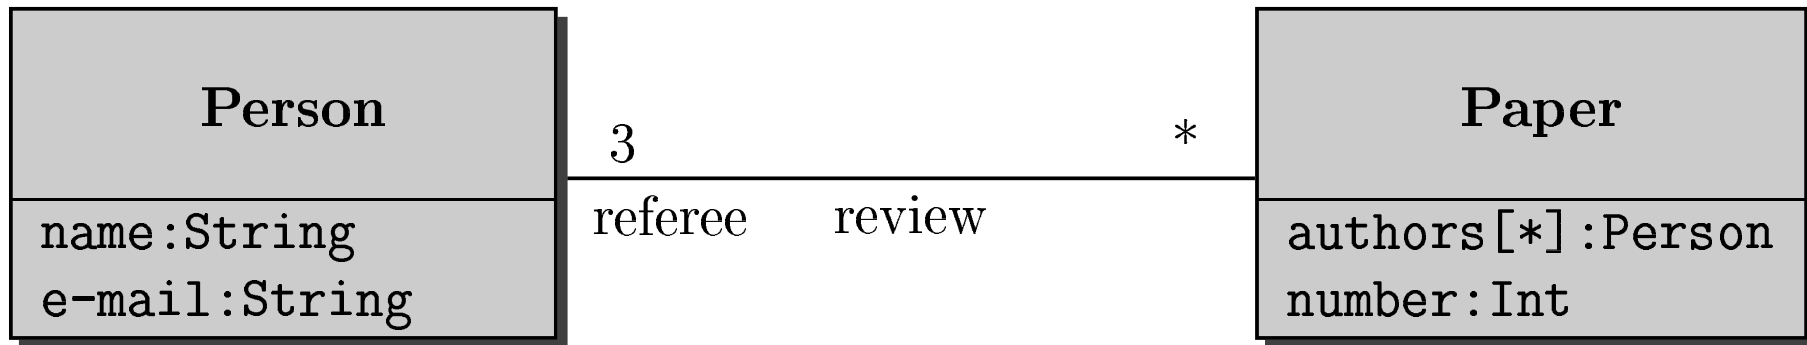 Person
name:String
e-mail:String
3
*
referee
review
Paper
authors[*]:Person
number:Int